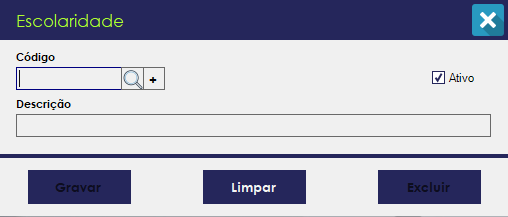 Escolaridade
Código
+
Ativo
Descrição
Gravar Limpar Excluir